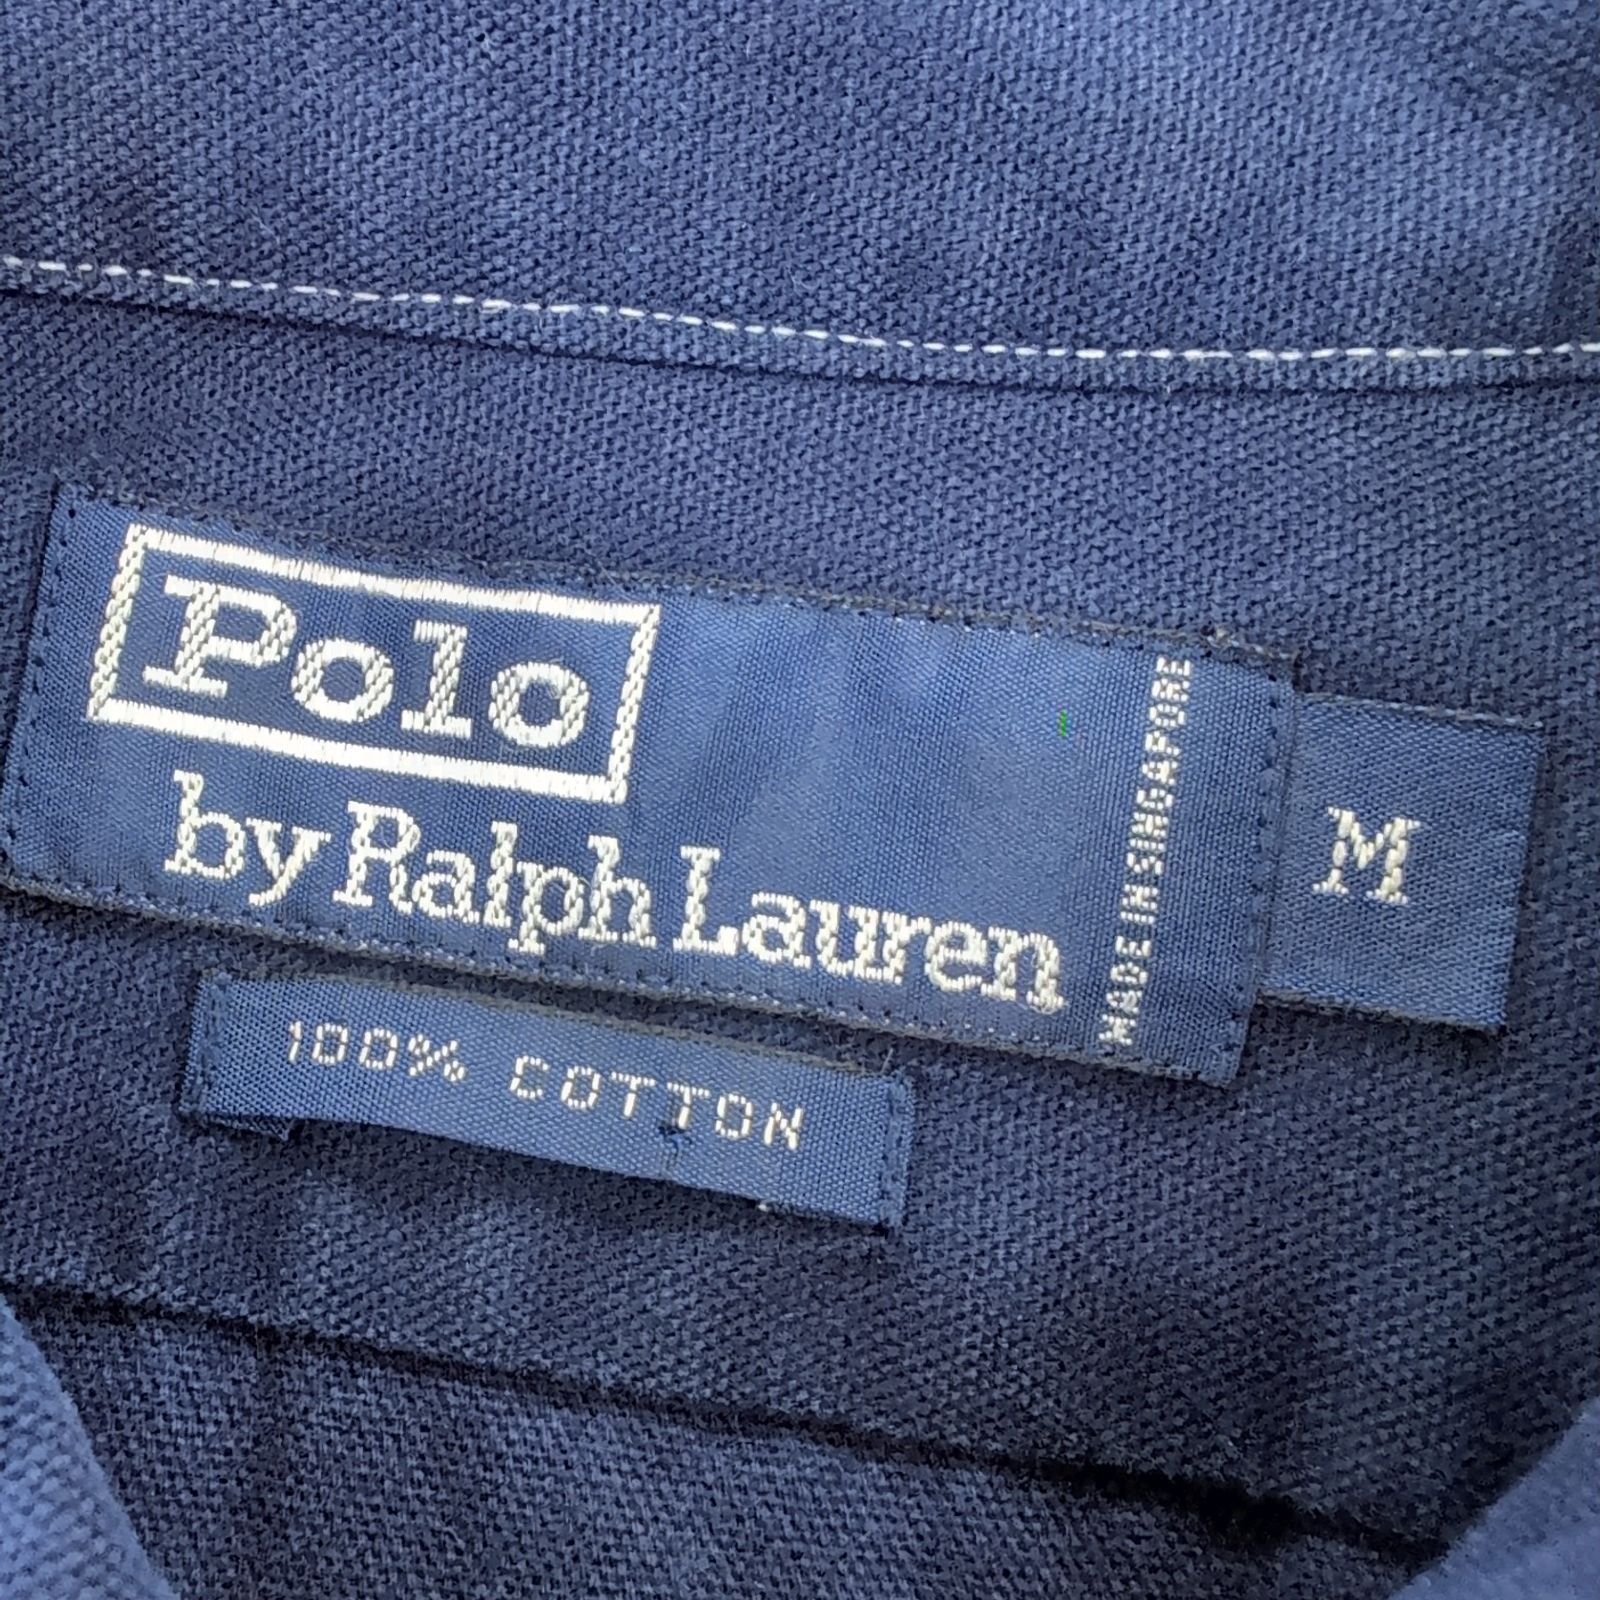 Polo
by Ralph Lauren
MADE IN SINGAPORE
M
100% COTTON